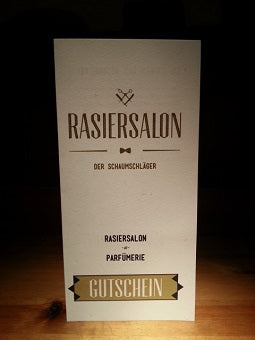 RASIERSALON
DER SCHAUMSCHLÄGER
RASIERSALON
PARFÜMERIE
GUTSCHEIN